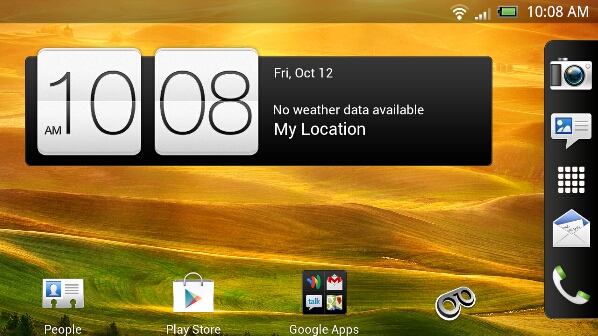 10:08 AM
AM 10 08
Fri, Oct 12
No weather data available
My Location
talk
People
Play Store
Google Apps